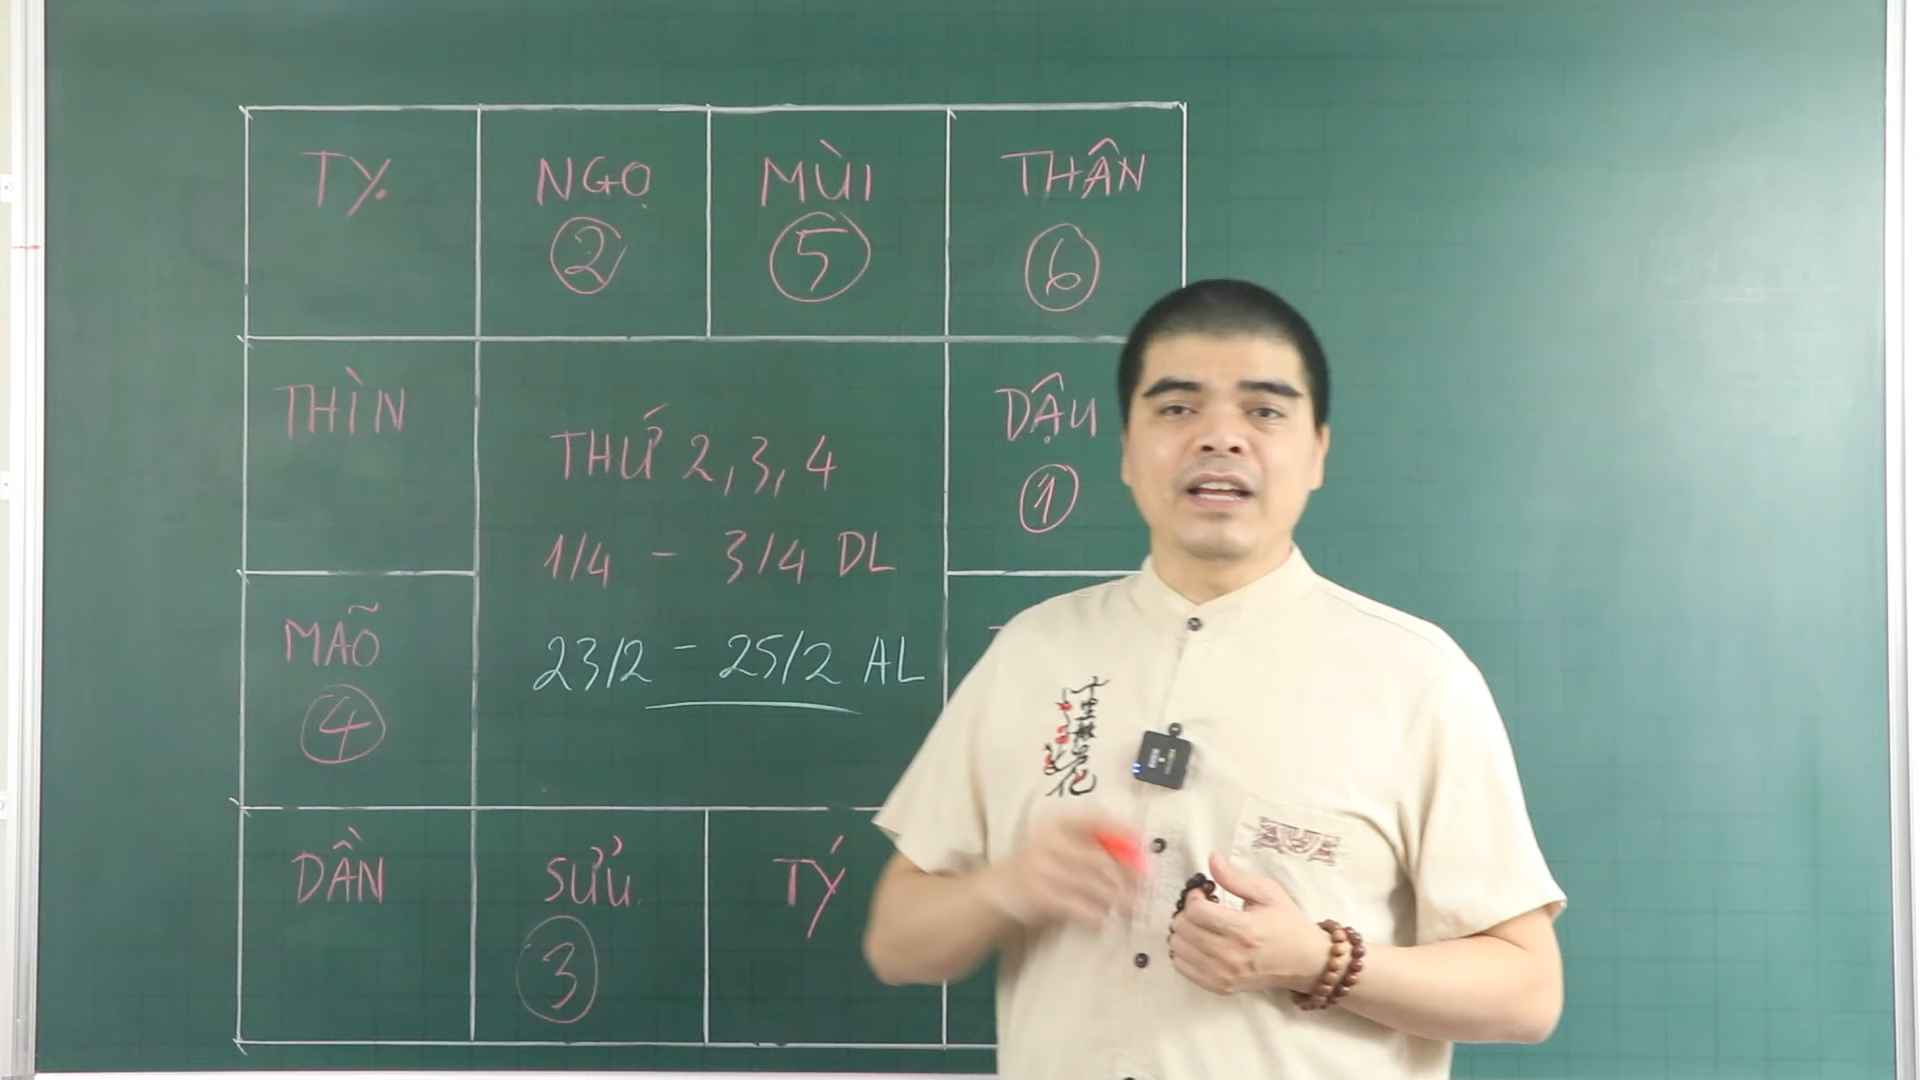 TỴ
NGỌ
②
MÙI
⑤
THÂN
⑥
THÌN
THỨ 2,3,4
1/4 - 3/4 DL
23/2 - 25/2 AL
DẬU
①
MÃO
④
DẦN
SỬU
③
TÝ